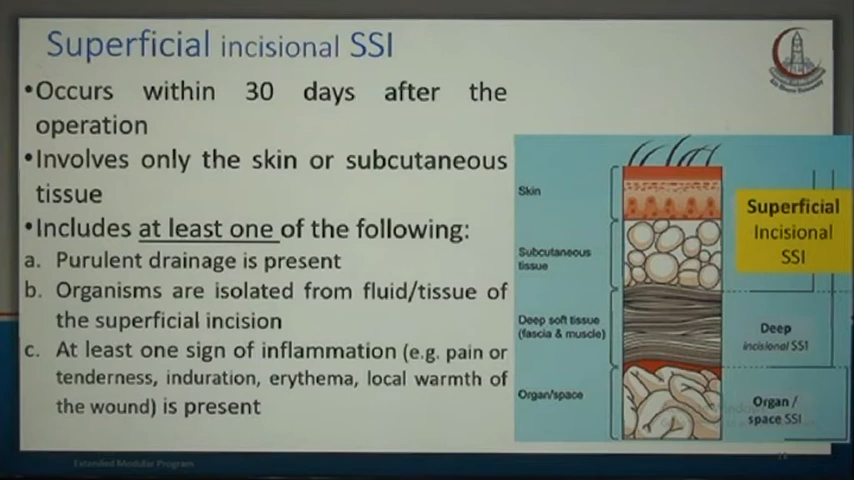 Superficial incisional SSI
•Occurs within 30 days after the
operation
•Involves only the skin or subcutaneous
tissue
•Includes at least one of the following:
a. Purulent drainage is present
b. Organisms are isolated from fluid/tissue of
the superficial incision
c. At least one sign of inflammation (e.g. pain or
tenderness, induration, erythema, local warmth of
the wound) is present
Skin
Subcutaneous
tissue
Deep soft tissue
(fascia & muscle)
Organ/space
Superficial
Incisional
SSI
Deep
incisional SSI
Organ /
space SSI
Extended Modular Program